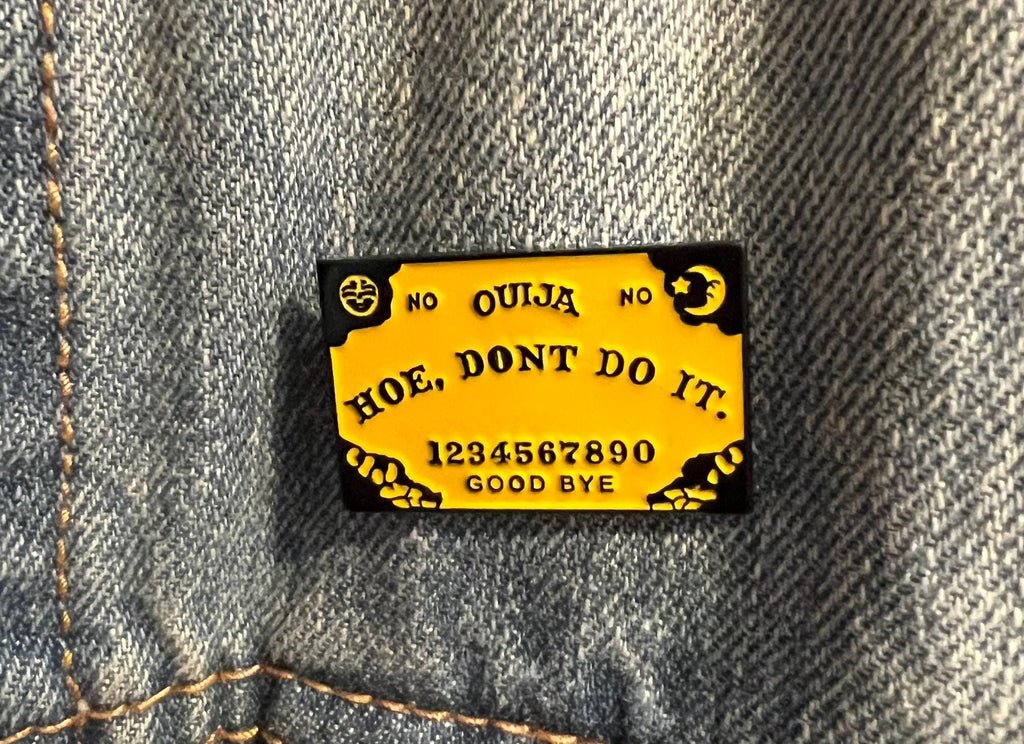 NO OUIJA NO
HOE, DONT DO IT.
1234567890
GOOD BYE